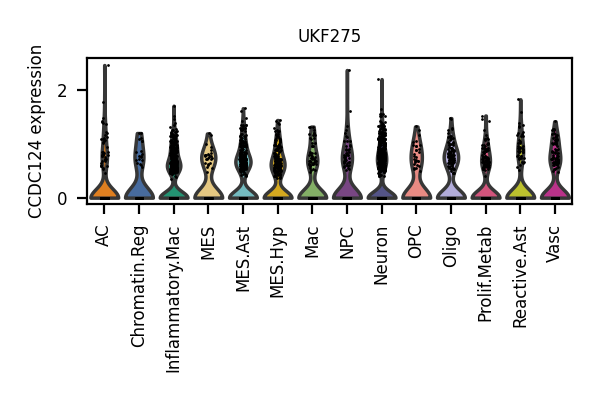 UKF275
CCDC124 expression
2
0
AC
Chromatin.Reg
Inflammatory.Mac
MES
MES.Ast
MES.Hyp
Mac
NPC
Neuron
OPC
Oligo
Prolif.Metab
Reactive.Ast
Vasc